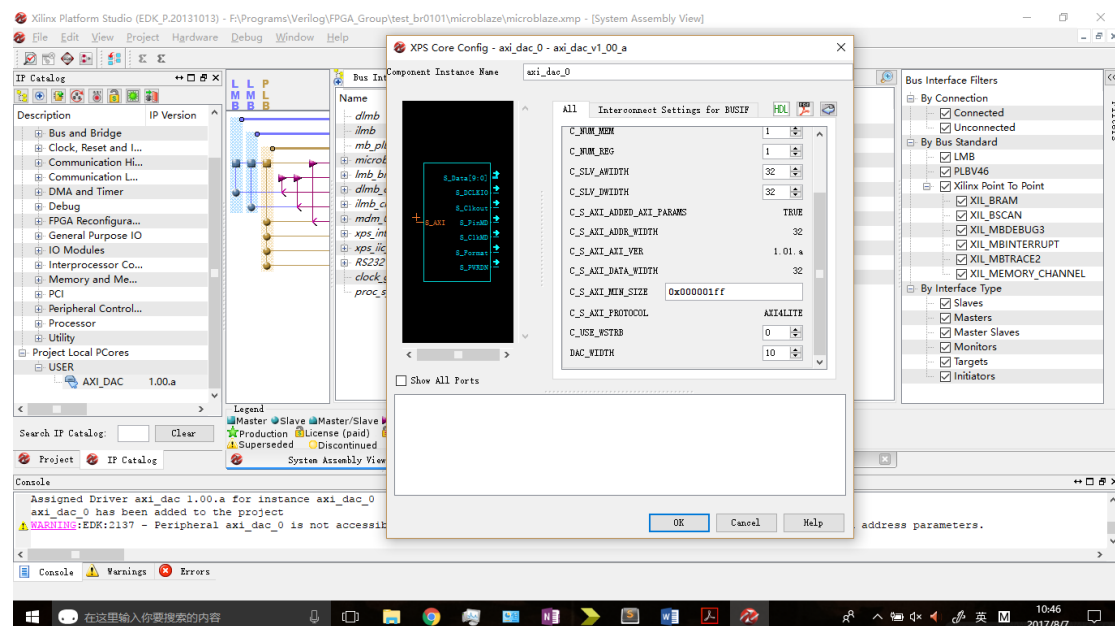 Xilinx Platform Studio (EDK_P.20131013) - F:\Programs\Verilog\FPGA_Group\test_br0101\microblaze\microblaze.xmp - [System Assembly View]
File Edit View Project Hardware Debug Window Help
IP Catalog
Description IP Version
Bus and Bridge
Clock, Reset and I...
Communication Hi...
Communication L...
DMA and Timer
Debug
FPGA Reconfigura...
General Purpose IO
IO Modules
Interprocessor Co...
Memory and Me...
PCI
Peripheral Control...
Processor
Utility
Project Local PCores
USER
AXI_DAC 1.00.a
Search IP Catalog: Clear
Project IP Catalog
L L P
M M L
B B B
Bus Int
Name
dlmb
ilmb
mb_pl
microb
lmb_b
dlmb_c
ilmb_c
mdm_
xps_int
xps_iic
RS232
clock_
proc_s
Legend
Master Slave Master/Slave
Production License (paid)
Superseded Discontinued
System Assembly View
XPS Core Config - axi_dac_0 - axi_dac_v1_00_a
Component Instance Name axi_dac_0
S_AXI
S_Data[9:0]
S_DCLKIO
S_Clkout
S_PinMD
S_ClkMD
S_Format
S_PWRDN
Show All Ports
All Interconnect Settings for BUSIF HDL PDF
C_NUM_MEM 1
C_NUM_REG 1
C_SLV_AWIDTH 32
C_SLV_DWIDTH 32
C_S_AXI_ADDED_AXI_PARAMS TRUE
C_S_AXI_ADDR_WIDTH 32
C_S_AXI_AXI_VER 1.01.a
C_S_AXI_DATA_WIDTH 32
C_S_AXI_MIN_SIZE 0x000001ff
C_S_AXI_PROTOCOL AXI4LITE
C_USE_WSTRB 0
DAC_WIDTH 10
OK Cancel Help
Bus Interface Filters
By Connection
Connected
Unconnected
By Bus Standard
LMB
PLBV46
Xilinx Point To Point
XIL_BRAM
XIL_BSCAN
XIL_MBDEBUG3
XIL_MBINTERRUPT
XIL_MBTRACE2
XIL_MEMORY_CHANNEL
By Interface Type
Slaves
Masters
Master Slaves
Monitors
Targets
Initiators
Console
Assigned Driver axi_dac 1.00.a for instance axi_dac_0
axi_dac_0 has been added to the project
WARNING:EDK:2137 - Peripheral axi_dac_0 is not accessib address parameters.
Console Warnings Errors
在这里输入你要搜索的内容
英 M
10:46
2017/8/7